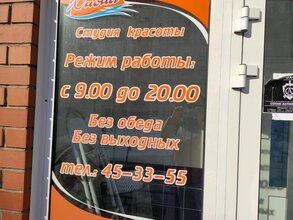 Студия красоты
Режим работы:
с 9.00 до 20.00
Без обеда
Без выходных
тел.: 45-33-55